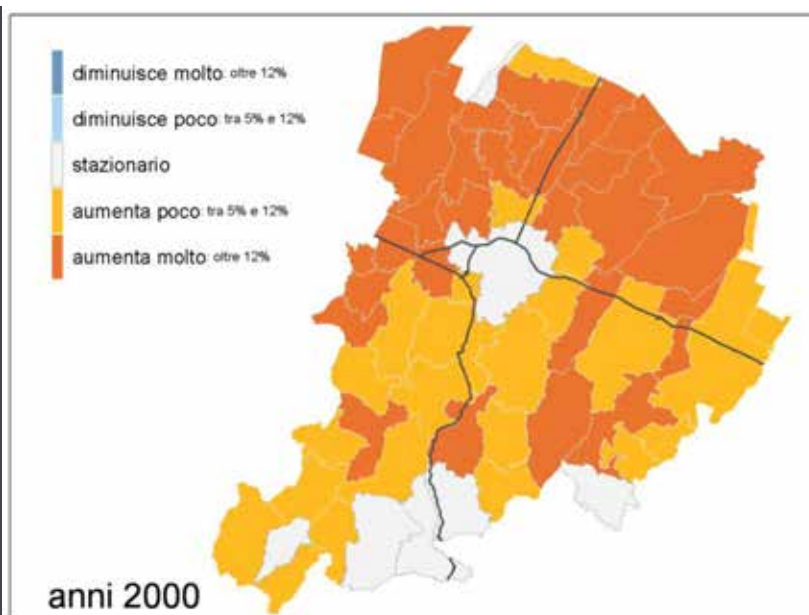 diminuisce molto: oltre 12%
diminuisce poco: tra 5% e 12%
stazionario
aumenta poco: tra 5% e 12%
aumenta molto: oltre 12%
anni 2000